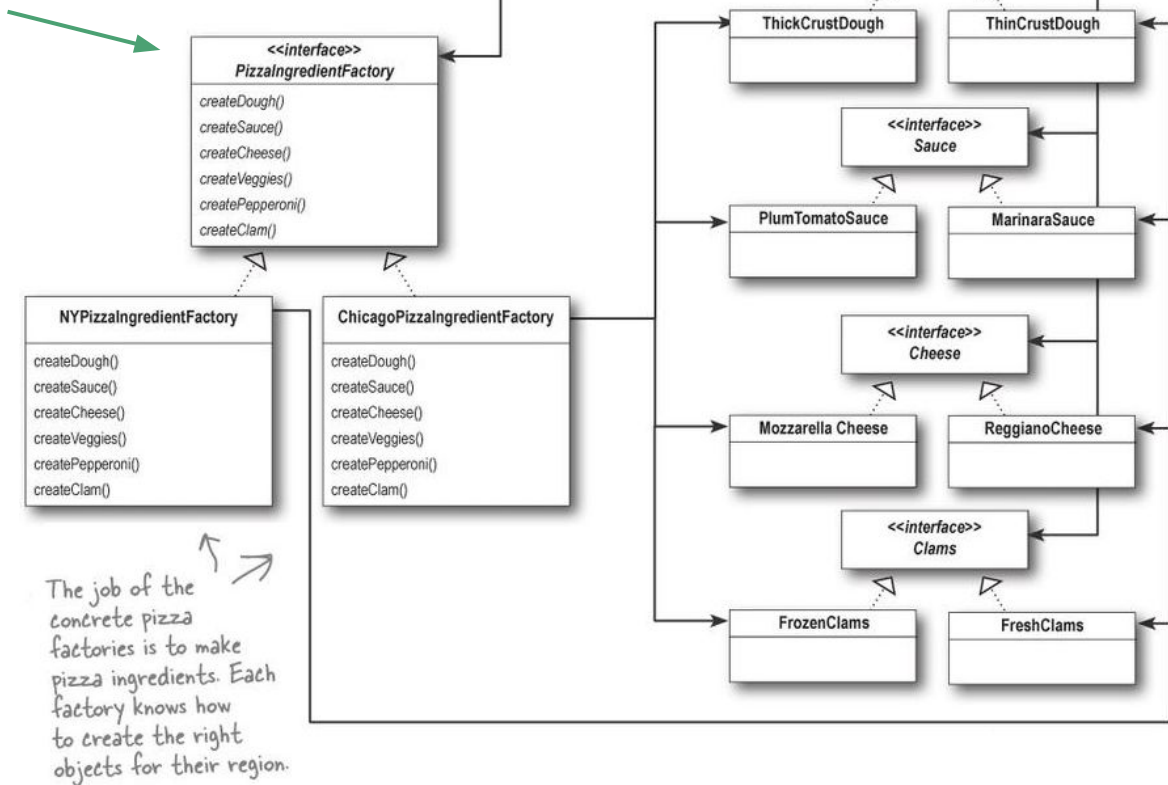 <<interface>>
PizzaIngredientFactory
createDough()
createSauce()
createCheese()
createVeggies()
createPepperoni()
createClam()
NYPizzaIngredientFactory
createDough()
createSauce()
createCheese()
createVeggies()
createPepperoni()
createClam()
ChicagoPizzaIngredientFactory
createDough()
createSauce()
createCheese()
createVeggies()
createPepperoni()
createClam()
The job of the
concrete pizza
factories is to make
pizza ingredients. Each
factory knows how
to create the right
objects for their region.
ThickCrustDough
ThinCrustDough
<<interface>>
Sauce
PlumTomatoSauce
MarinaraSauce
<<interface>>
Cheese
Mozzarella Cheese
ReggianoCheese
<<interface>>
Clams
FrozenClams
FreshClams